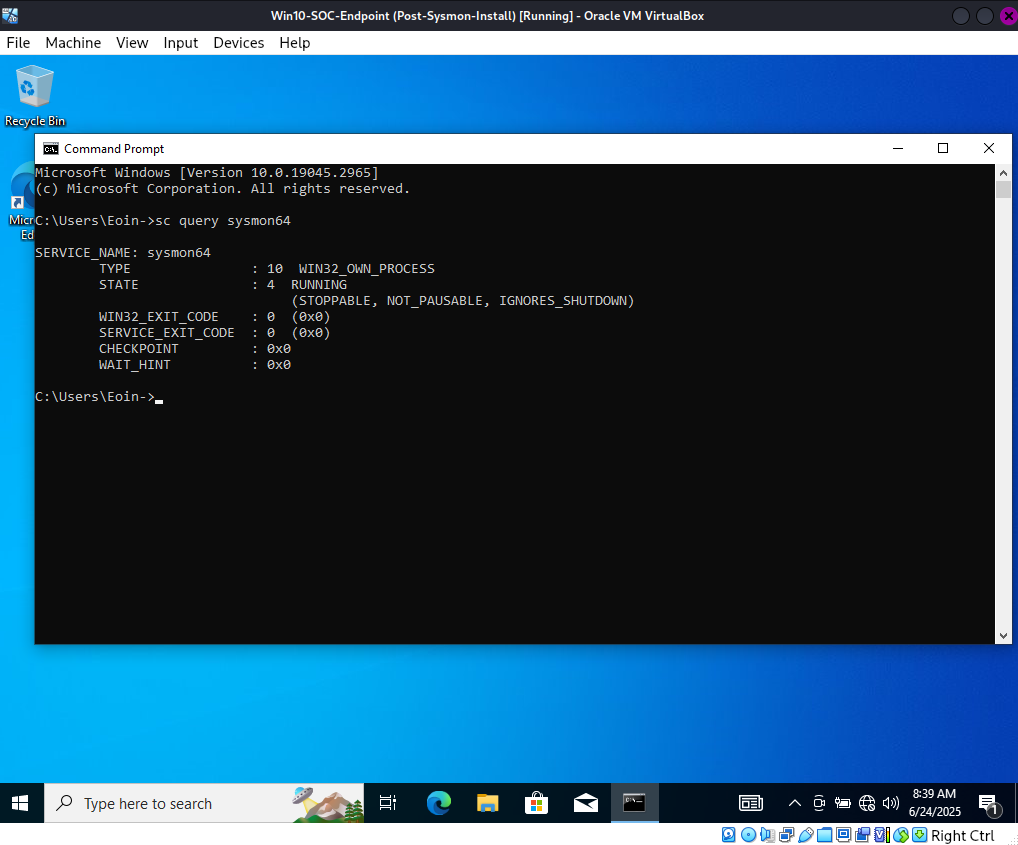 Win10-SOC-Endpoint (Post-Sysmon-Install) [Running] - Oracle VM VirtualBox
File Machine View Input Devices Help
Recycle Bin
Command Prompt
Microsoft Windows [Version 10.0.19045.2965]
(c) Microsoft Corporation. All rights reserved.
Micr
Ed
C:\Users\Eoin->sc query sysmon64
SERVICE_NAME: sysmon64
TYPE : 10 WIN32_OWN_PROCESS
STATE : 4 RUNNING
(STOPPABLE, NOT_PAUSABLE, IGNORES_SHUTDOWN)
WIN32_EXIT_CODE : 0 (0x0)
SERVICE_EXIT_CODE : 0 (0x0)
CHECKPOINT : 0x0
WAIT_HINT : 0x0
C:\Users\Eoin->
Type here to search
8:39 AM
6/24/2025
1
Right Ctrl